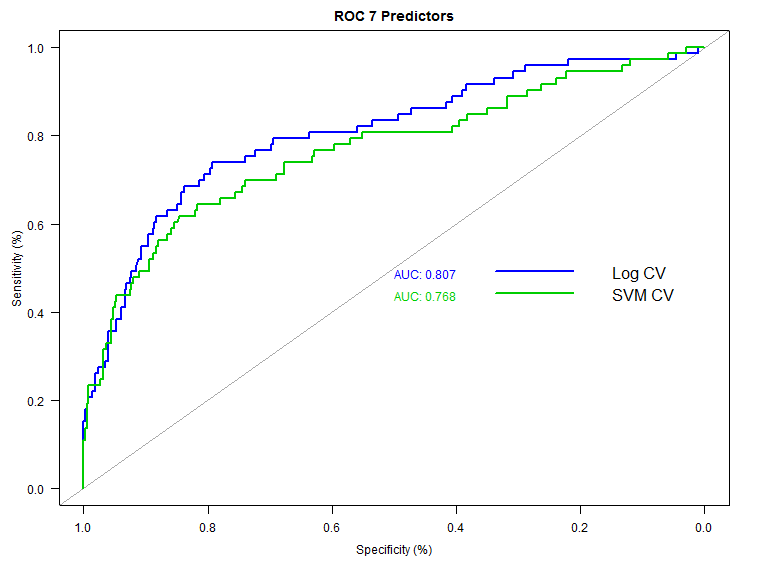 ROC 7 Predictors
Sensitivity (%)
1.0
0.8
0.6
0.4
0.2
0.0
AUC: 0.807 Log CV
AUC: 0.768 SVM CV
1.0 0.8 0.6 0.4 0.2 0.0
Specificity (%)